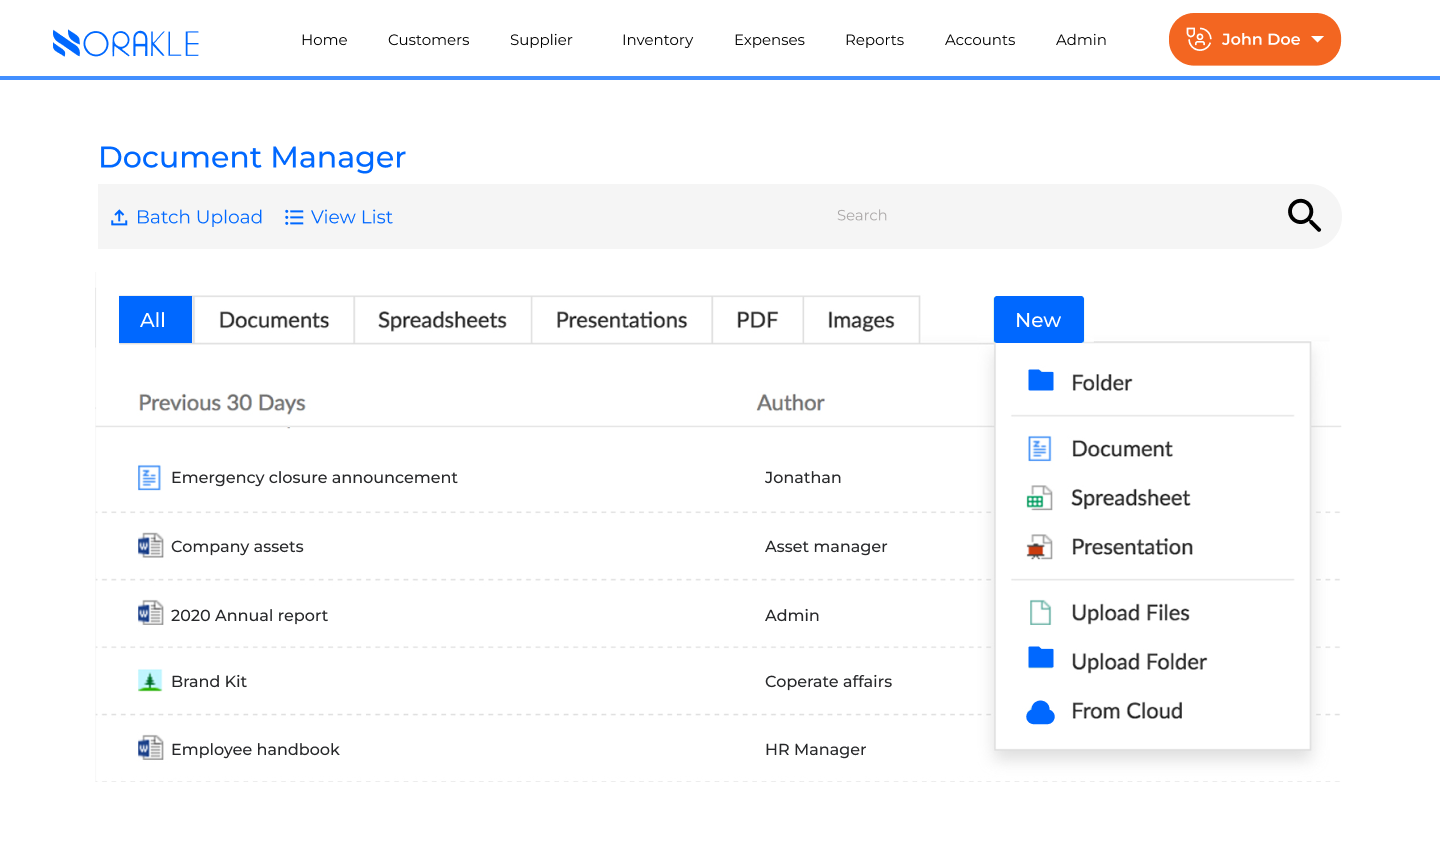 NORAKLE Home Customers Supplier Inventory Expenses Reports Accounts Admin John Doe
Document Manager
Batch Upload View List Search
All Documents Spreadsheets Presentations PDF Images New
Folder
Previous 30 Days Author
Document
Emergency closure announcement Jonathan
Spreadsheet
Company assets Asset manager
Presentation
2020 Annual report Admin
Upload Files
Upload Folder
Brand Kit Coperate affairs
From Cloud
Employee handbook HR Manager